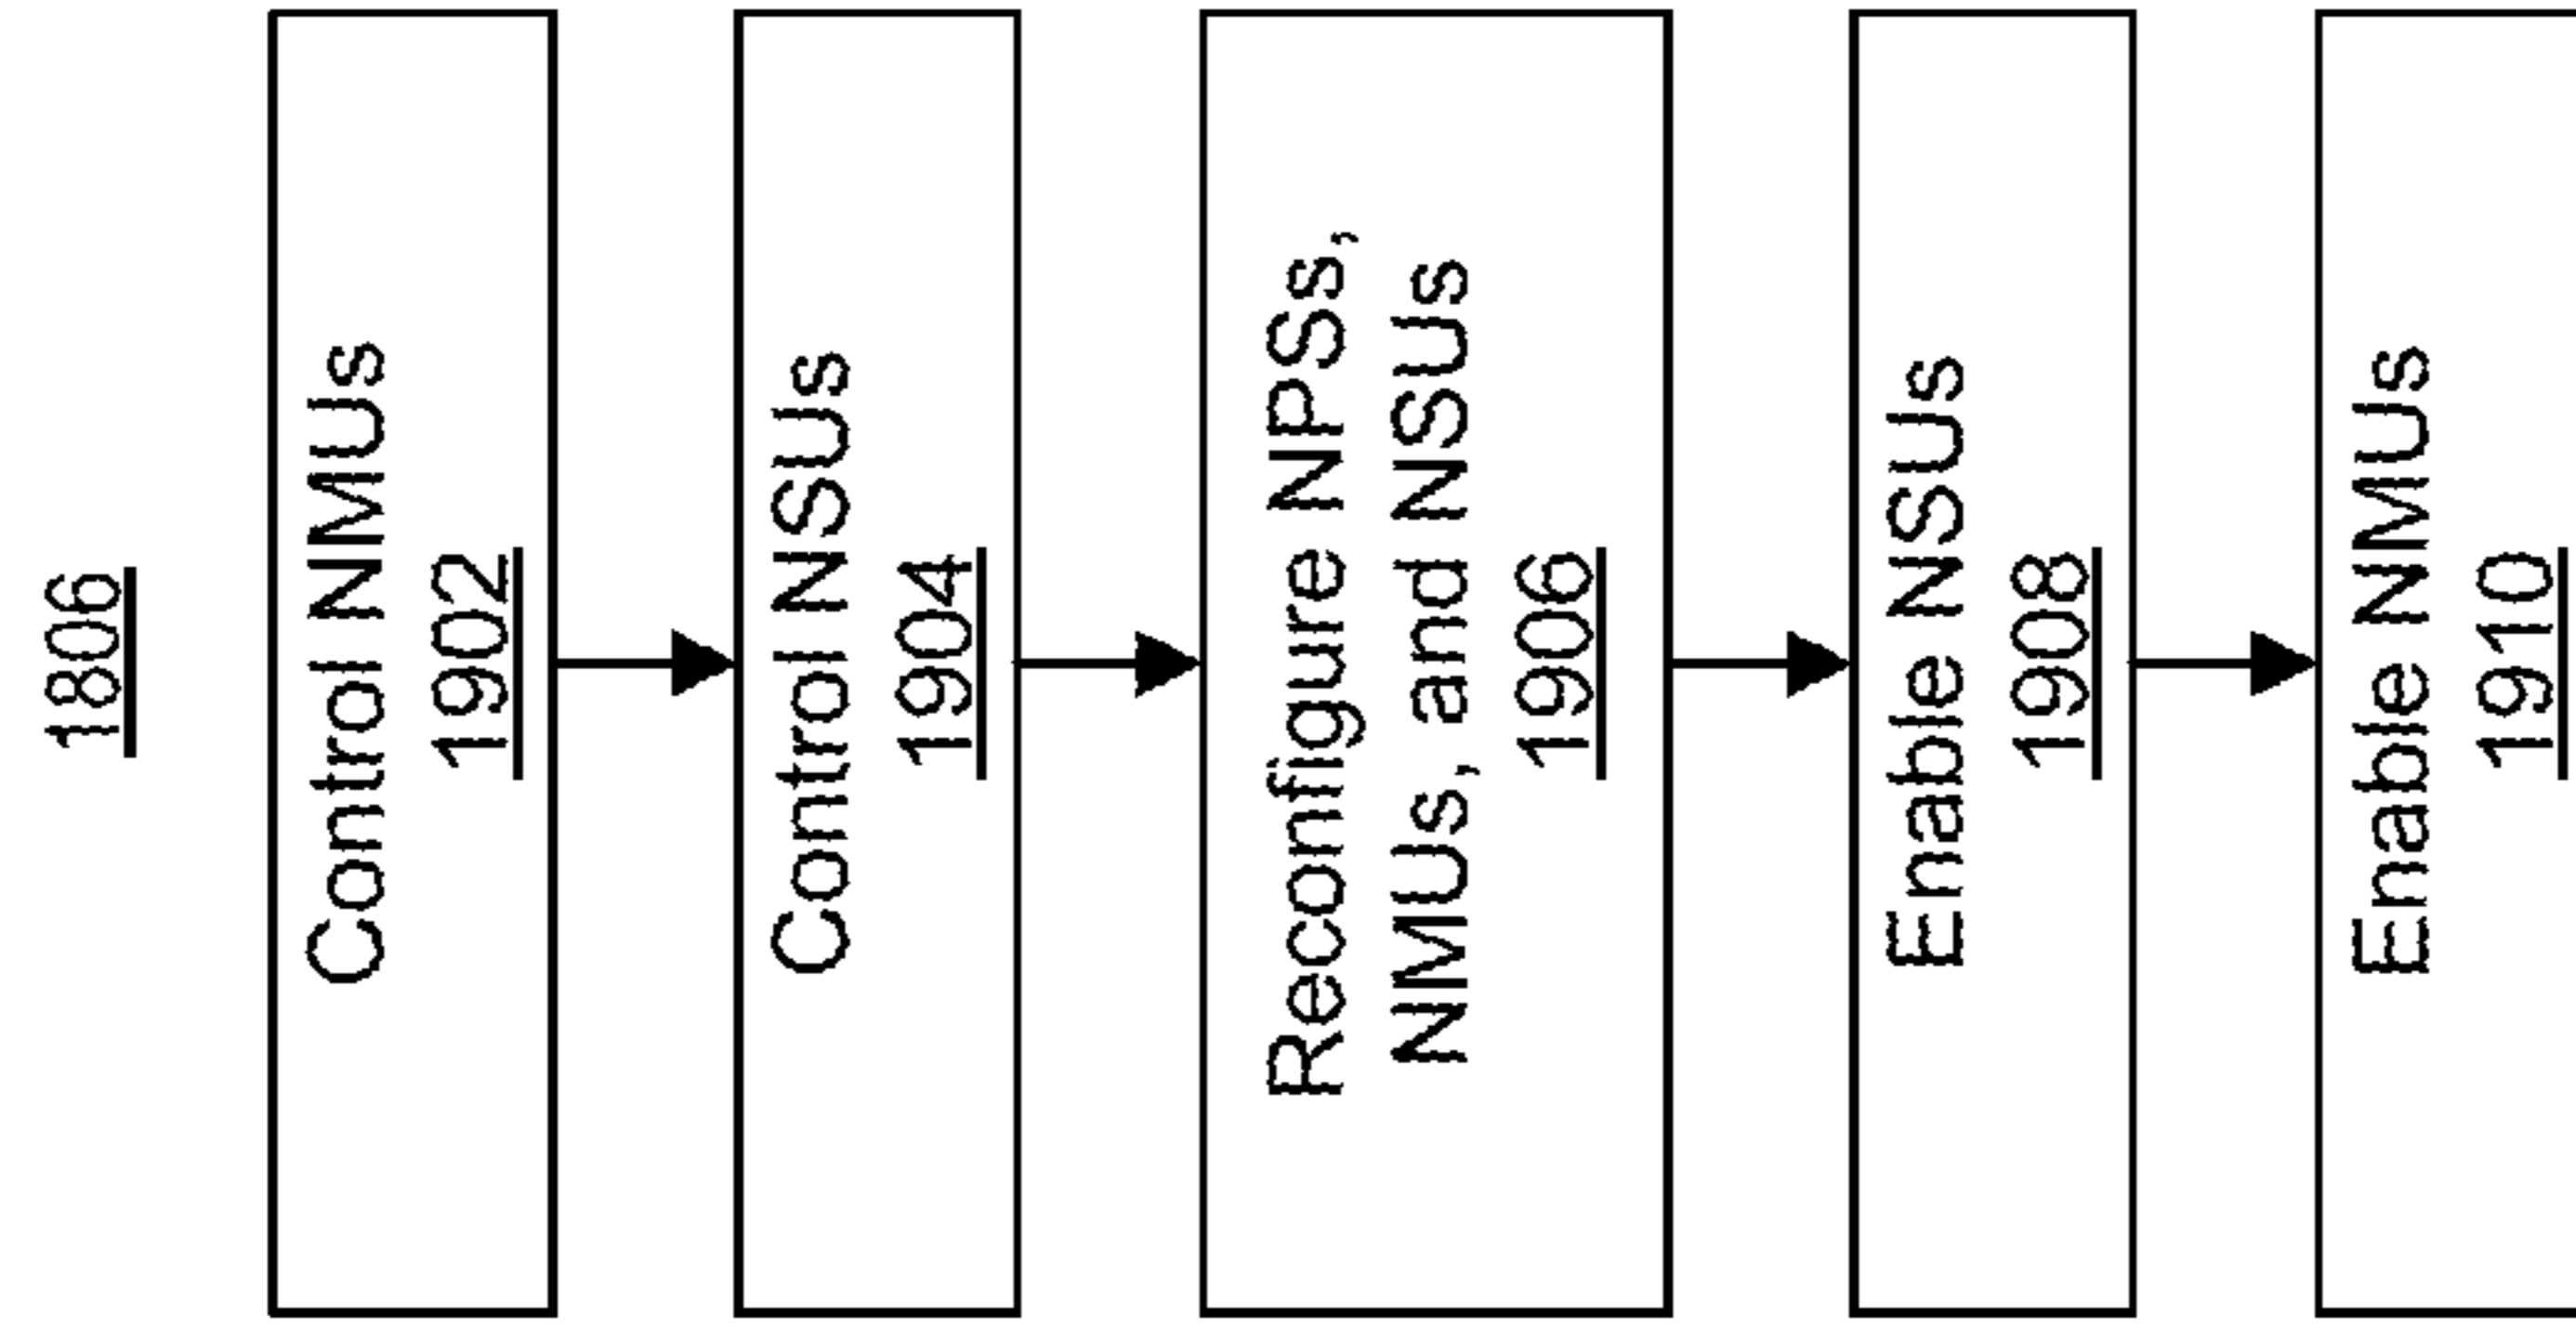 1806
Control NMUs
1902
Control NSUs
1904
Reconfigure NPSs,
NMUs, and NSUs
1906
Enable NSUs
1908
Enable NMUs
1910